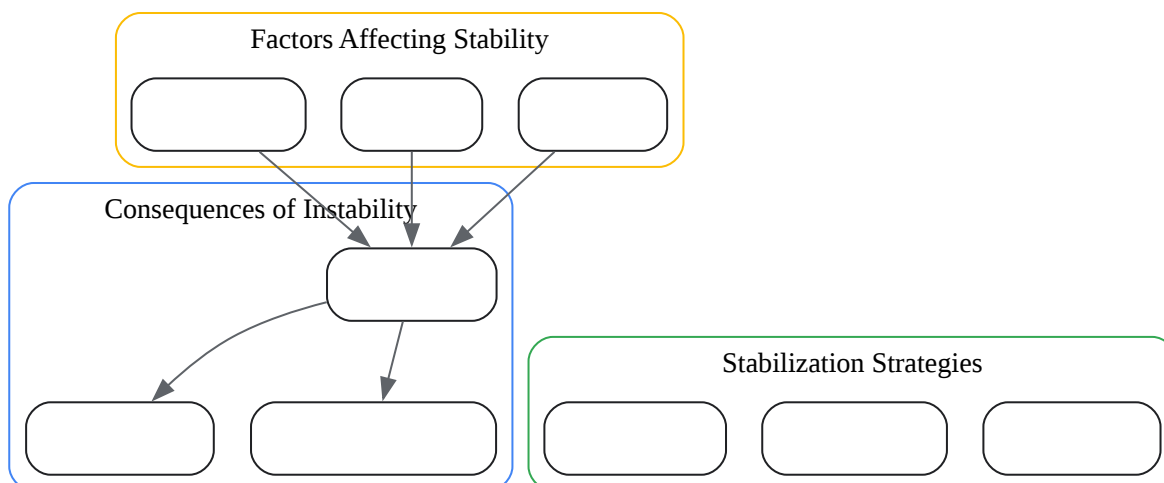 Factors Affecting Stability
Consequences of Instability
Stabilization Strategies